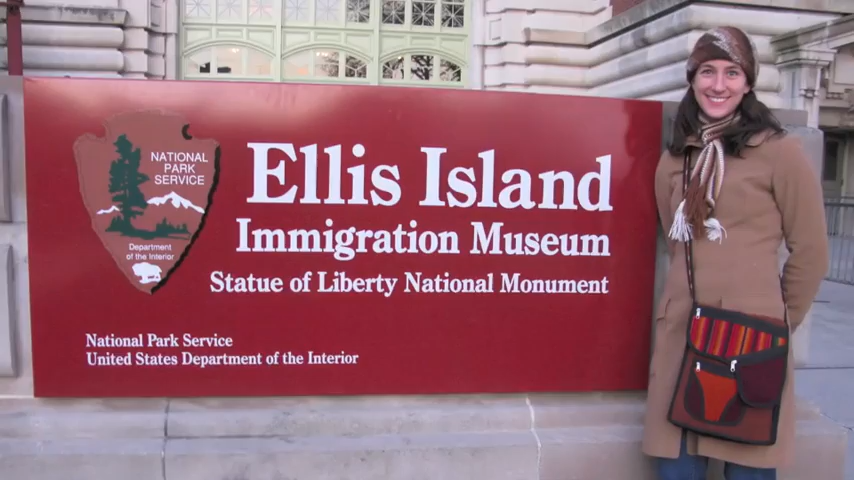 NATIONAL
PARK
SERVICE
Department
of the Interior
Ellis Island
Immigration Museum
Statue of Liberty National Monument
National Park Service
United States Department of the Interior